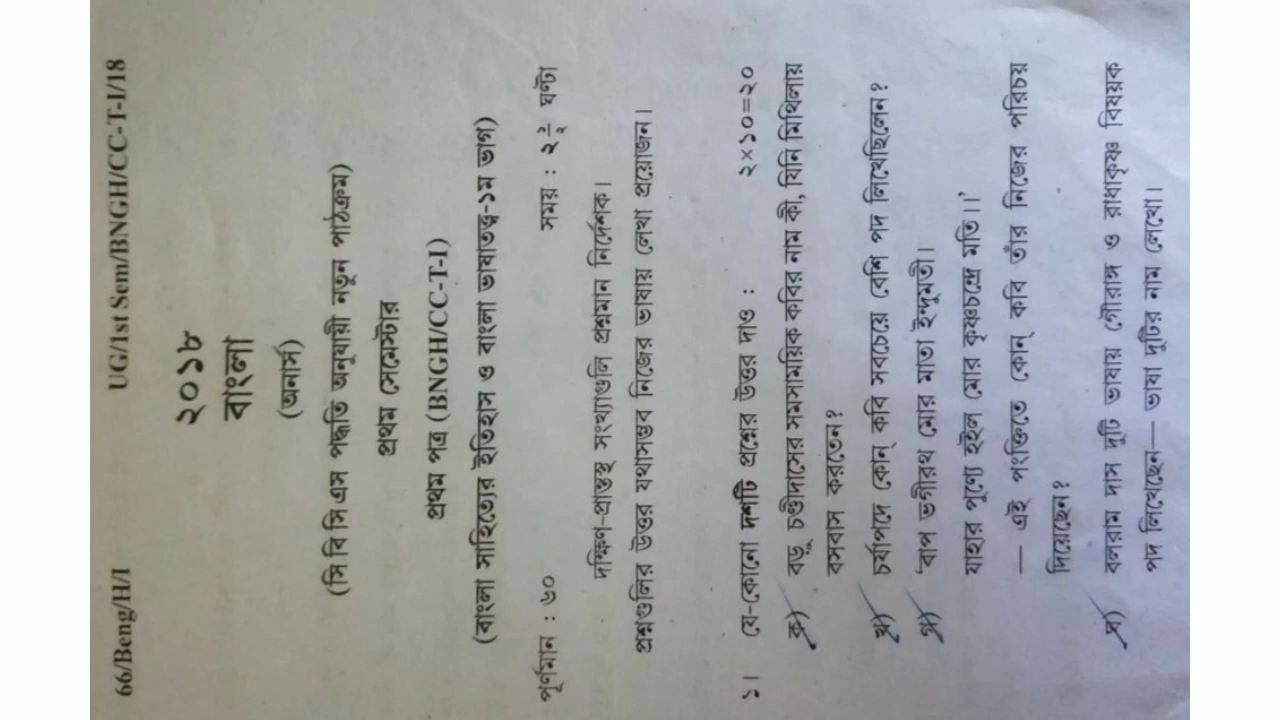 66/Beng/H/I UG/1st Sem/BNGH/CC-T-I/18
২০১৮
বাংলা
(অনার্স)
(সি বি সি এস পদ্ধতি অনুযায়ী নতুন পাঠক্রম)
প্রথম সেমেস্টার
প্রথম পত্র (BNGH/CC-T-I)
(বাংলা সাহিত্যের ইতিহাস ও বাংলা ভাষাতত্ত্ব-১ম ভাগ)
পূর্ণমান : ৬০ সময় : ২ ১/২ ঘণ্টা
দক্ষিণ-প্রান্তস্থ সংখ্যাগুলি প্রশ্নমান নির্দেশক।
প্রশ্নগুলির উত্তর যথাসম্ভব নিজের ভাষায় লেখা প্রয়োজন।
১। যে-কোনো দশটি প্রশ্নের উত্তর দাও : ২×১০=২০
ক) বড়ু চণ্ডীদাসের সমসাময়িক কবির নাম কী, যিনি মিথিলায়
বসবাস করতেন?
খ) চর্যাপদে কোন্ কবি সবচেয়ে বেশি পদ লিখেছিলেন?
গ) 'বাপ ভগীরথ মোর মাতা ইন্দুমতী।
যাহার পুণ্যে হইল মোর কৃষ্ণচন্দ্রে মতি।।'
— এই পংক্তিতে কোন্ কবি তাঁর নিজের পরিচয়
দিয়েছেন?
ঘ) বলরাম দাস দুটি ভাষায় গৌরাঙ্গ ও রাধাকৃষ্ণ বিষয়ক
পদ লিখেছেন— ভাষা দুটির নাম লেখো।